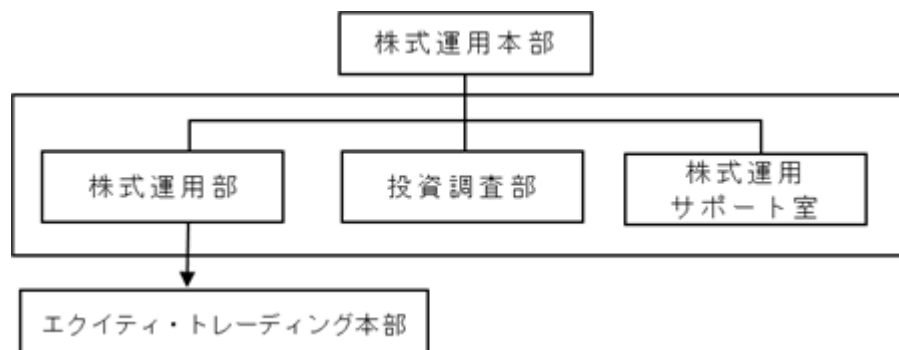 株式運用本部
株式運用部
投資調査部
株式運用
サポート室
エクイティ・トレーディング本部